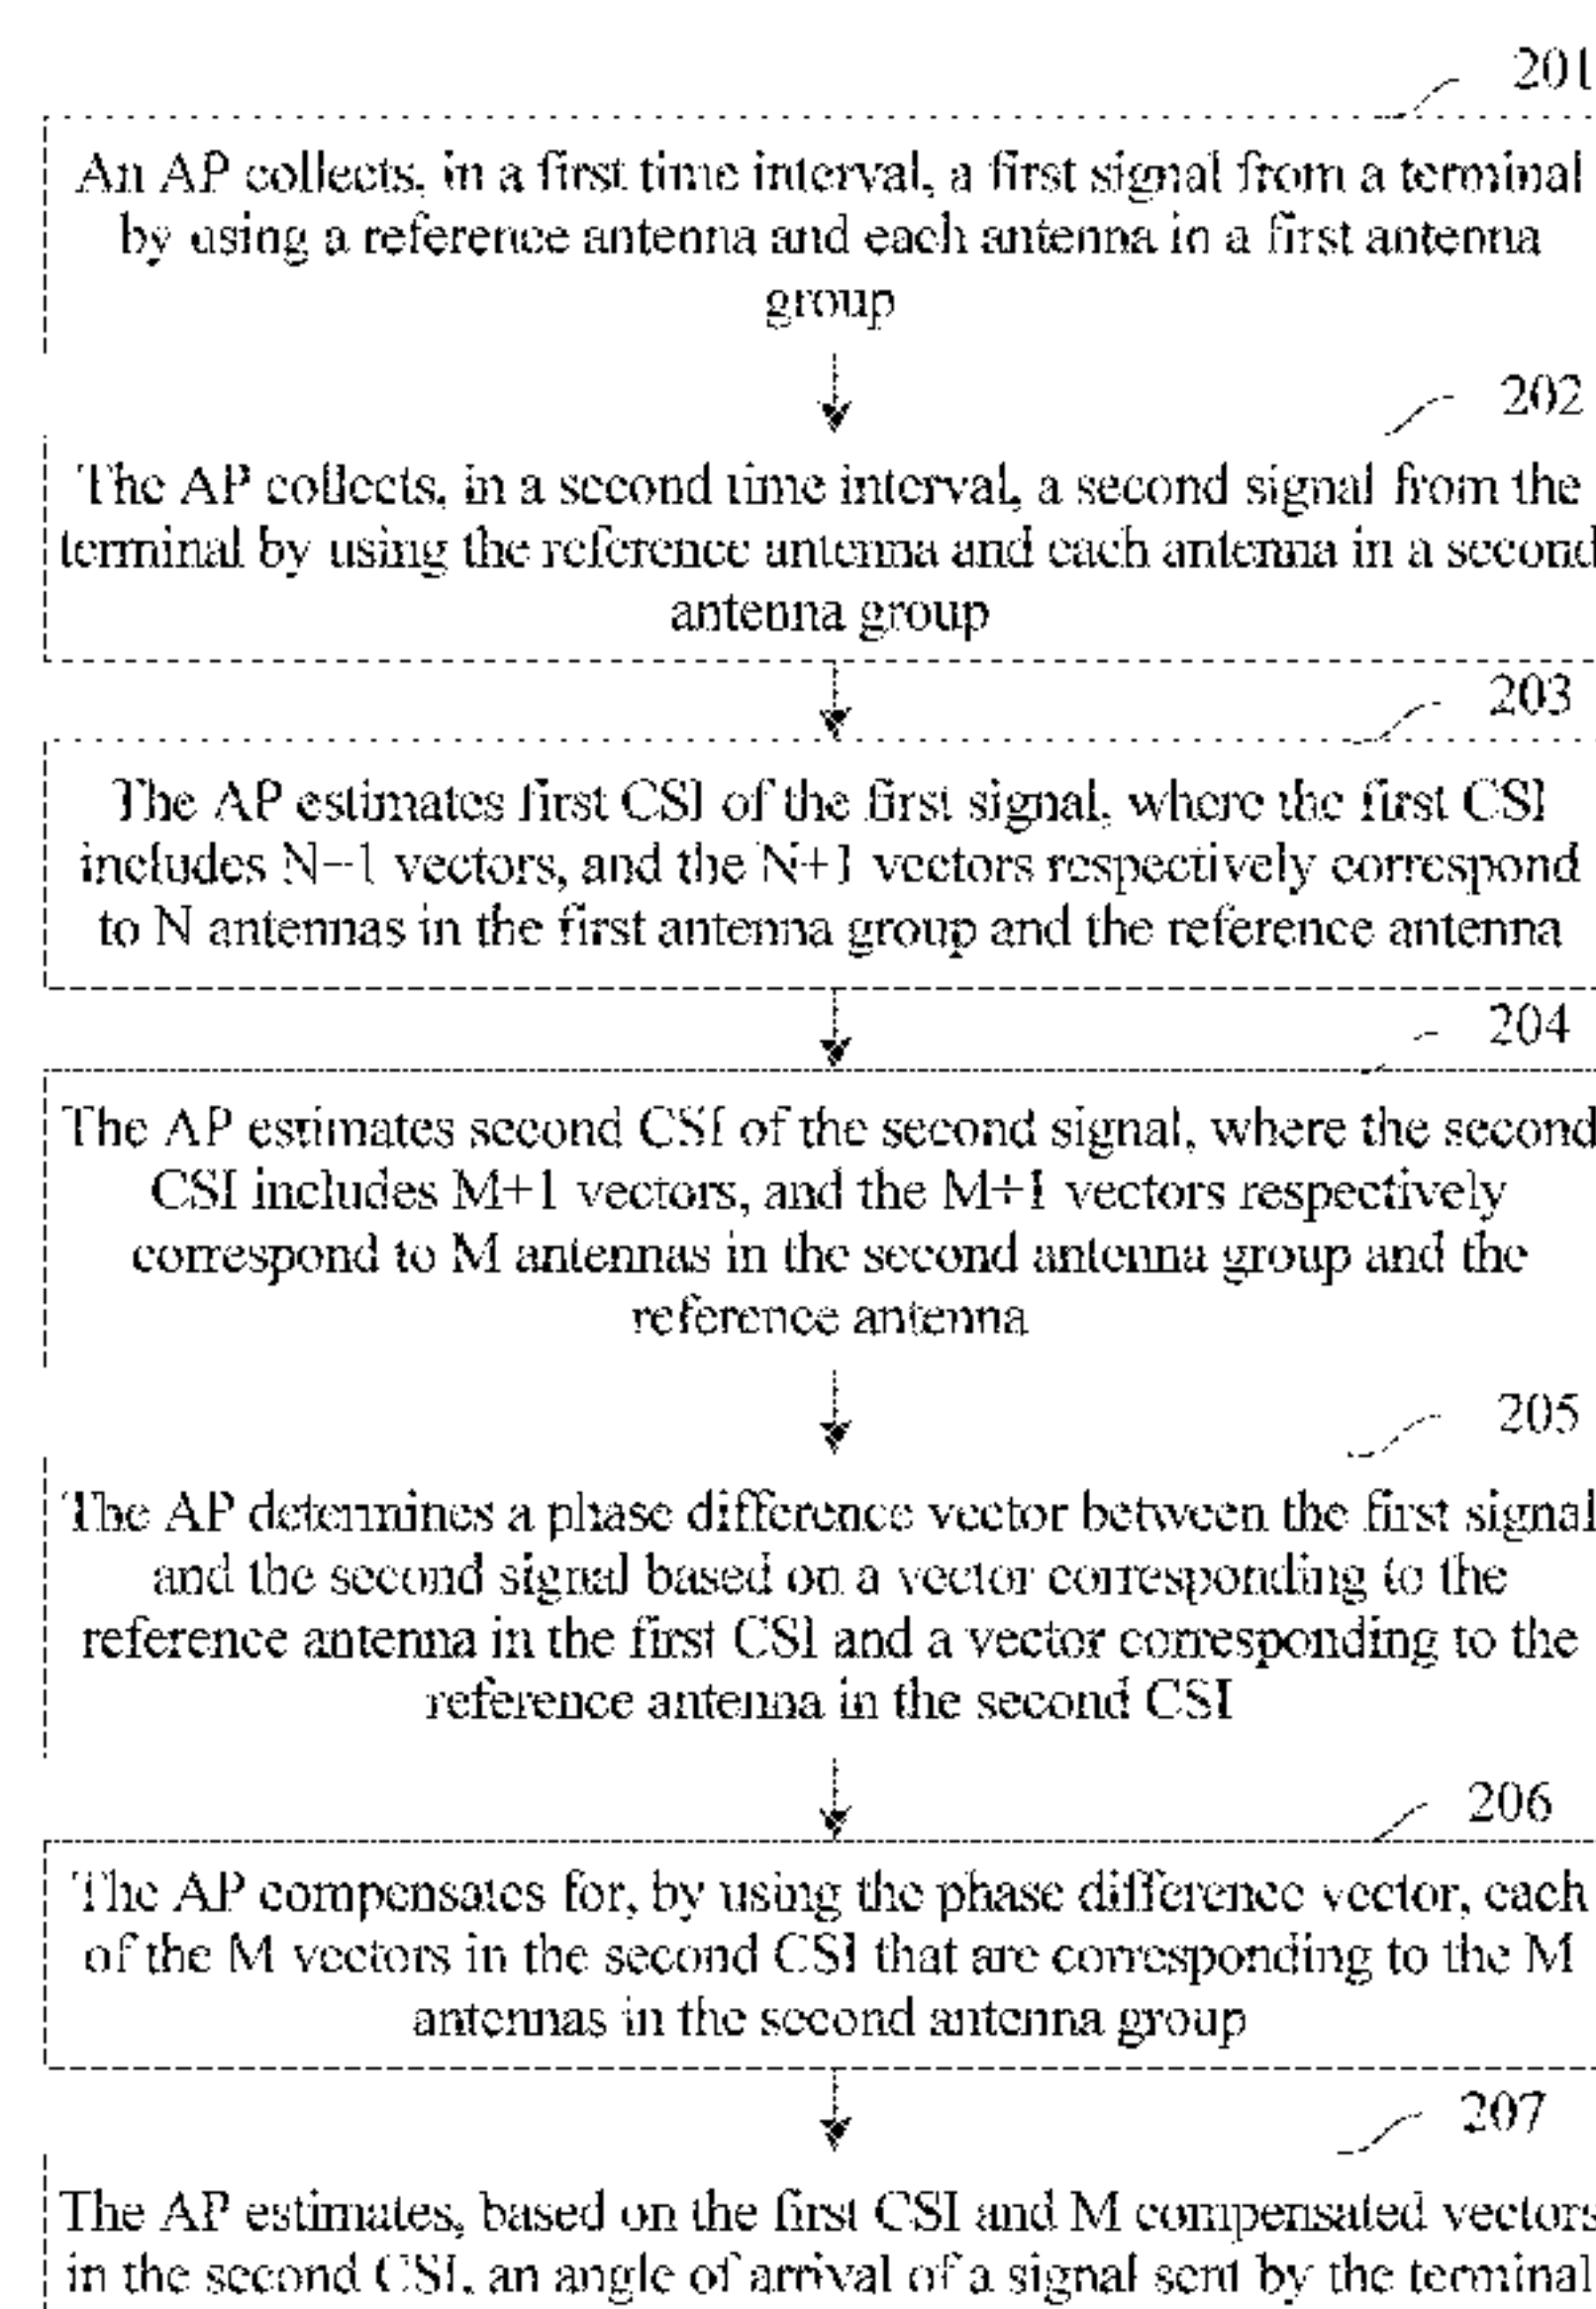 201
An AP collects, in a first time interval, a first signal from a terminal
by using a reference antenna and each antenna in a first antenna
group
202
The AP collects, in a second time interval, a second signal from the
terminal by using the reference antenna and each antenna in a second
antenna group
203
The AP estimates first CSI of the first signal, where the first CSI
includes N+1 vectors, and the N+1 vectors respectively correspond
to N antennas in the first antenna group and the reference antenna
204
The AP estimates second CSI of the second signal, where the second
CSI includes M+1 vectors, and the M+1 vectors respectively
correspond to M antennas in the second antenna group and the
reference antenna
205
The AP determines a phase difference vector between the first signal
and the second signal based on a vector corresponding to the
reference antenna in the first CSI and a vector corresponding to the
reference antenna in the second CSI
206
The AP compensates for, by using the phase difference vector, each
of the M vectors in the second CSI that are corresponding to the M
antennas in the second antenna group
207
The AP estimates, based on the first CSI and M compensated vectors
in the second CSI, an angle of arrival of a signal sent by the terminal